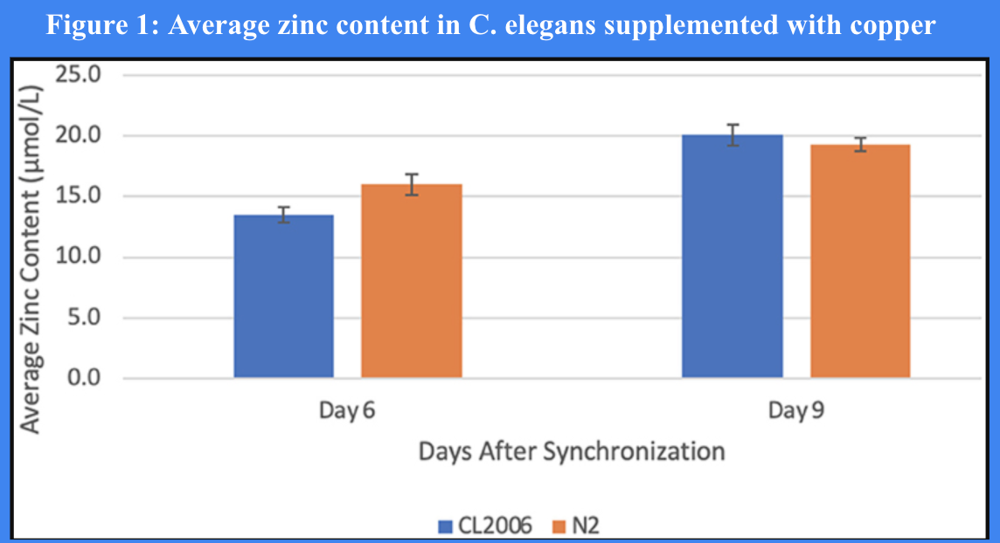 Figure 1: Average zinc content in C. elegans supplemented with copper
Average Zinc Content (µmol/L)
25.0
20.0
15.0
10.0
5.0
0.0
Day 6
Day 9
Days After Synchronization
CL2006
N2